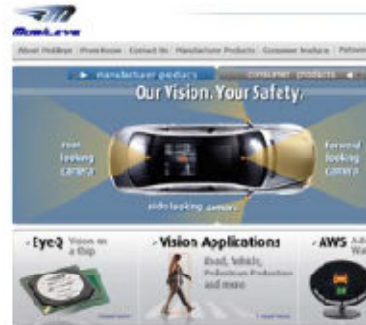 MOBILEYE
About Mobileye | Press Room | Contact Us | Manufacturer Products | Consumer Products |
manufacturer products
consumer products
Our Vision. Your Safety.
rear looking camera
forward looking camera
side looking camera
EyeQ Vision on a Chip
Vision Applications
Road, Vehicle, Pedestrian Protection and more
AWS